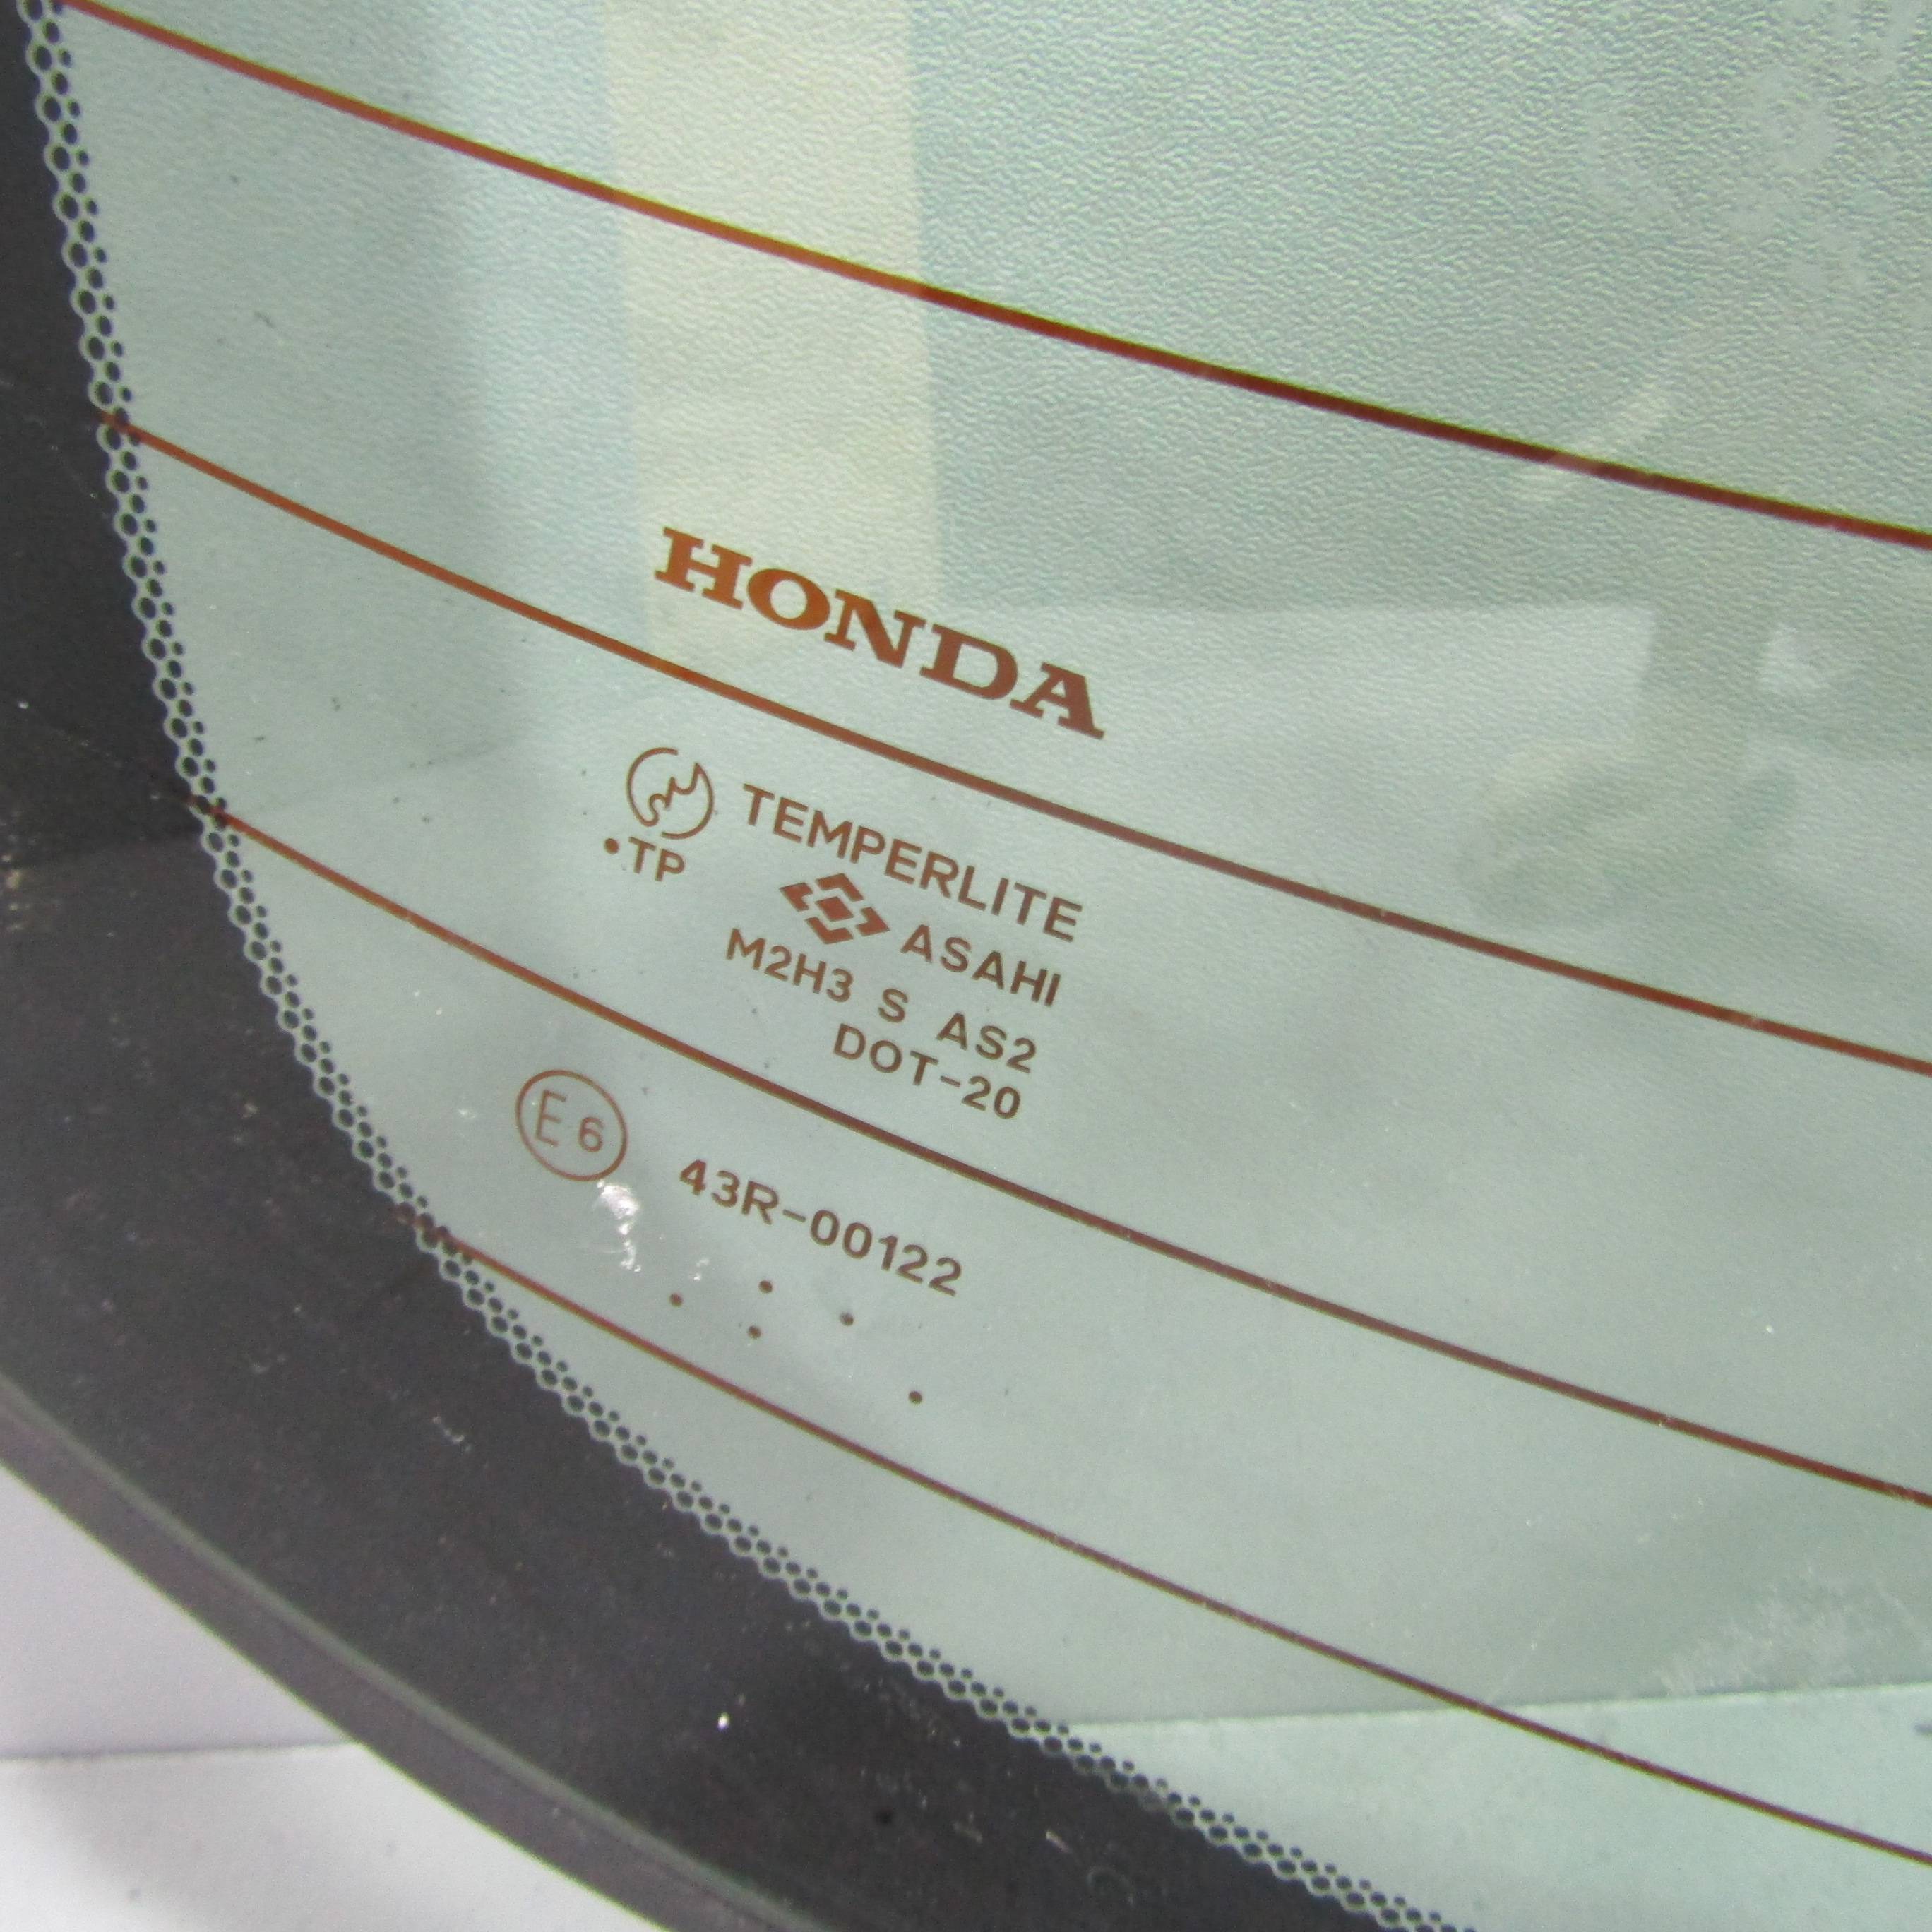 HONDA
TEMPERLITE
•TP
ASAHI
M2H3 S AS2
DOT-20
E6 43R-00122